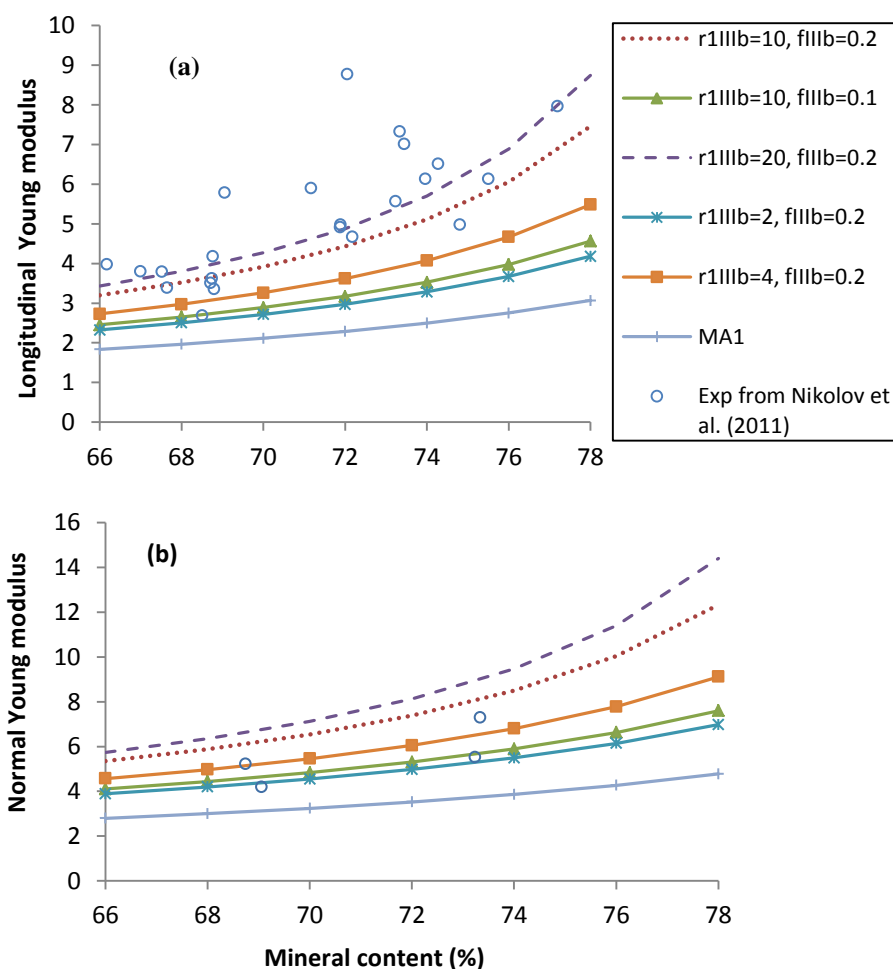 10
9
8
7
6
5
4
3
2
1
0
Longitudinal Young modulus
(a)
66 68 70 72 74 76 78
r1IIIb=10, fIIIb=0.2
r1IIIb=10, fIIIb=0.1
r1IIIb=20, fIIIb=0.2
r1IIIb=2, fIIIb=0.2
r1IIIb=4, fIIIb=0.2
MA1
Exp from Nikolov et
al. (2011)
16
14
12
10
8
6
4
2
0
Normal Young modulus
(b)
66 68 70 72 74 76 78
Mineral content (%)